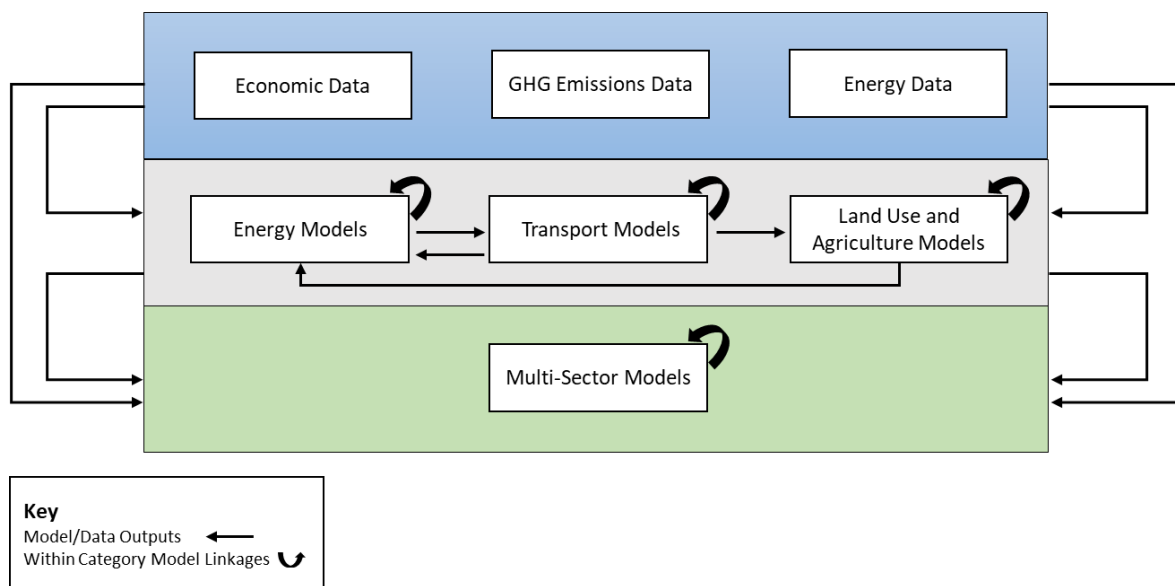 Economic Data
GHG Emissions Data
Energy Data
Energy Models
Transport Models
Land Use and
Agriculture Models
Multi-Sector Models
Key
Model/Data Outputs
Within Category Model Linkages